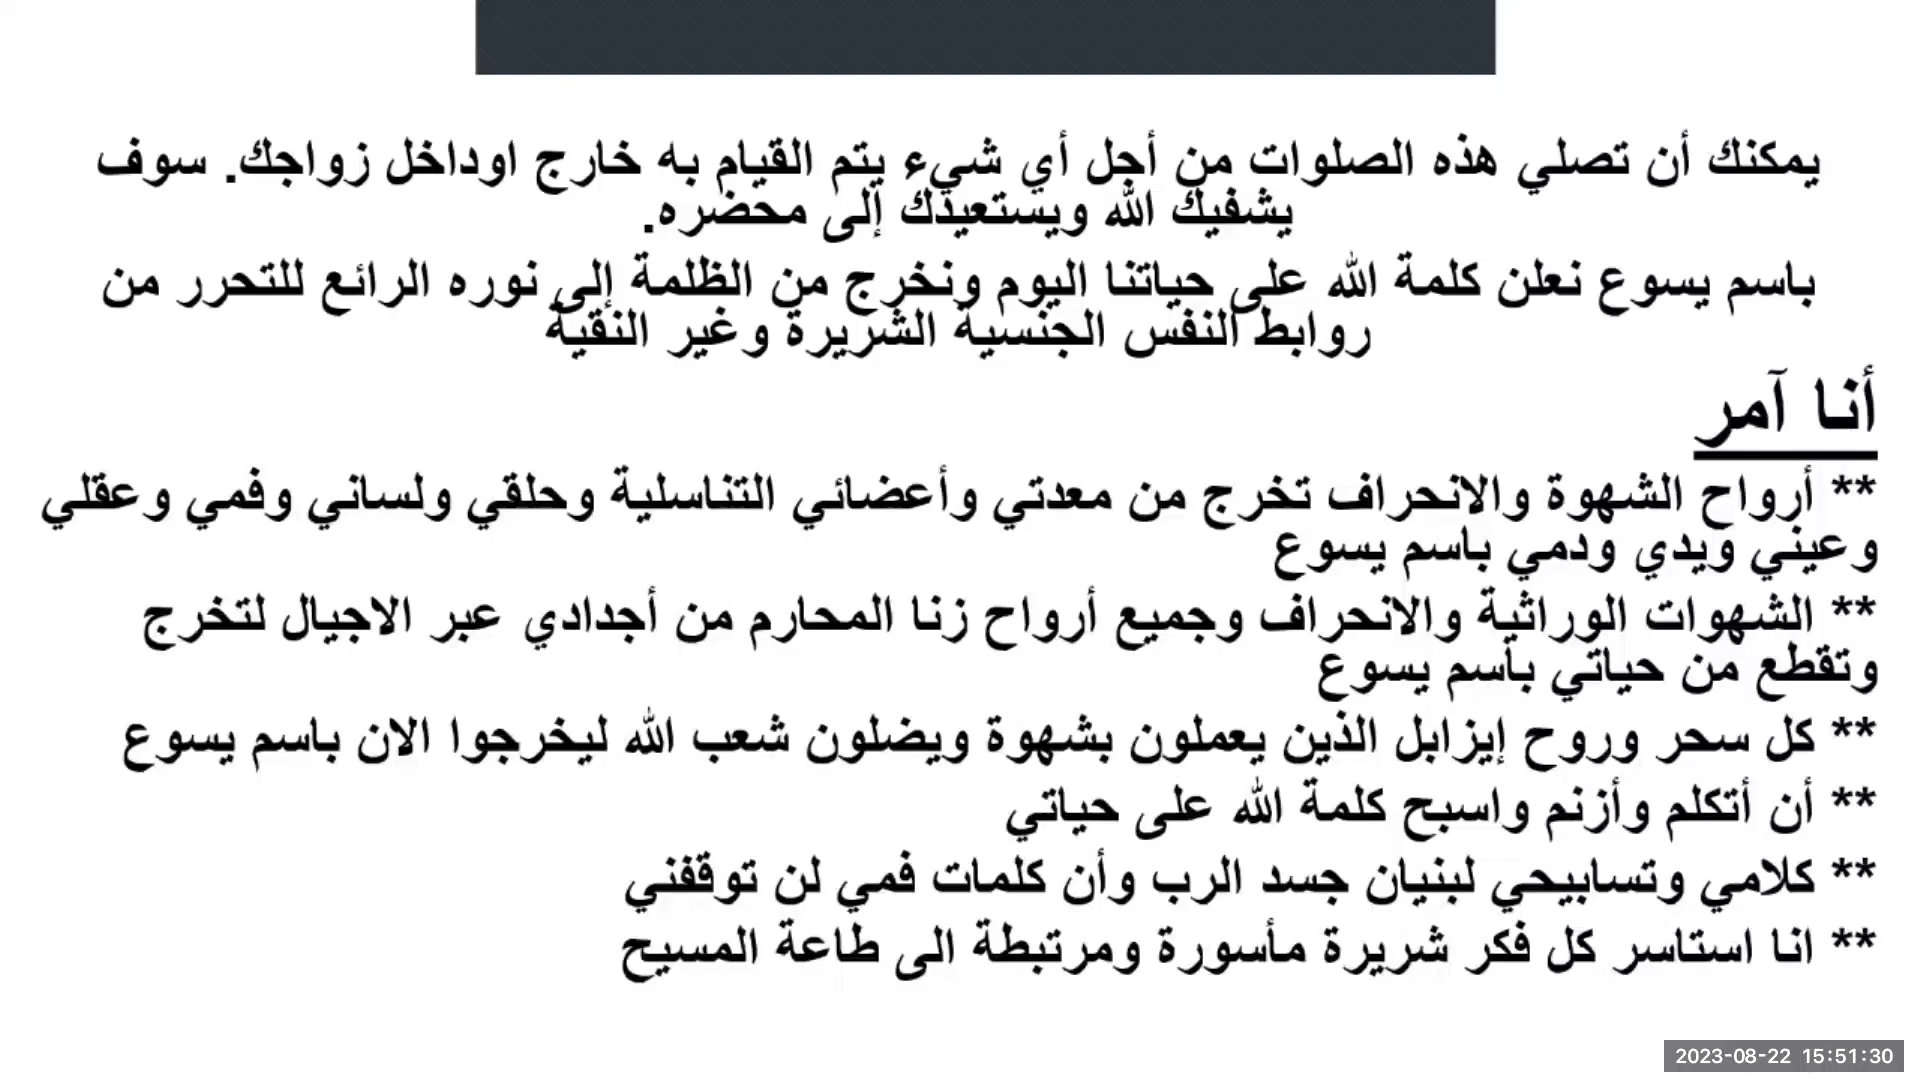 يمكنك أن تصلي هذه الصلوات من أجل أي شيء يتم القيام به خارج اوداخل زواجك. سوف
يشفيك الله ويستعيدك إلى محضره.
باسم يسوع نعلن كلمة الله على حياتنا اليوم ونخرج من الظلمة إلى نوره الرائع للتحرر من
روابط النفس الجنسية الشريرة وغير النقية
أنا آمر
** أرواح الشهوة والانحراف تخرج من معدتي وأعضائي التناسلية وحلقي ولساني وفمي وعقلي
وعيني ويدي ودمي باسم يسوع
** الشهوات الوراثية والانحراف وجميع أرواح زنا المحارم من أجدادي عبر الاجيال لتخرج
وتقطع من حياتي باسم يسوع
** كل سحر وروح إيزابل الذين يعملون بشهوة ويضلون شعب الله ليخرجوا الان باسم يسوع
** أن أتكلم وأزنم واسبح كلمة الله على حياتي
** كلامي وتسابيحي لبنيان جسد الرب وأن كلمات فمي لن توقفني
** انا استاسر كل فكر شريرة مأسورة ومرتبطة الى طاعة المسيح
2023-08-22 15:51:30